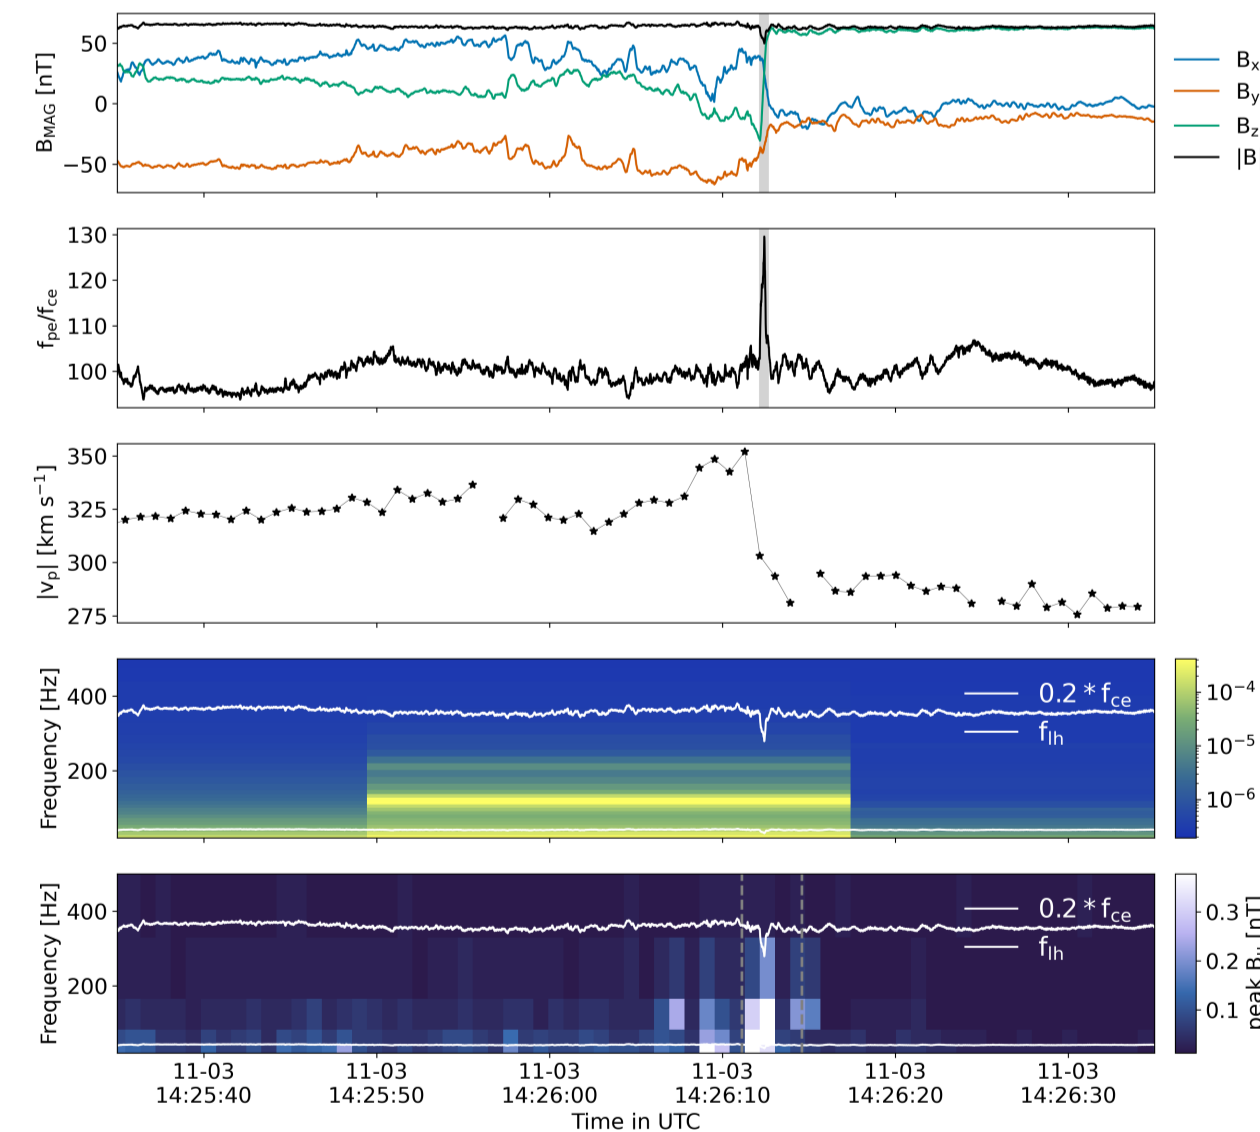 B_MAG [nT]
50
0
−50
B_x
B_y
B_z
|B
f_pe/f_ce
130
120
110
100
|v_p| [km s⁻¹]
350
325
300
275
Frequency [Hz]
400
200
0.2 * f_ce
f_lh
10⁻⁴
10⁻⁵
10⁻⁶
Frequency [Hz]
400
200
0.2 * f_ce
f_lh
0.3
0.2
0.1
peak B [nT]
11-03 11-03 11-03 11-03 11-03 11-03
14:25:40 14:25:50 14:26:00 14:26:10 14:26:20 14:26:30
Time in UTC